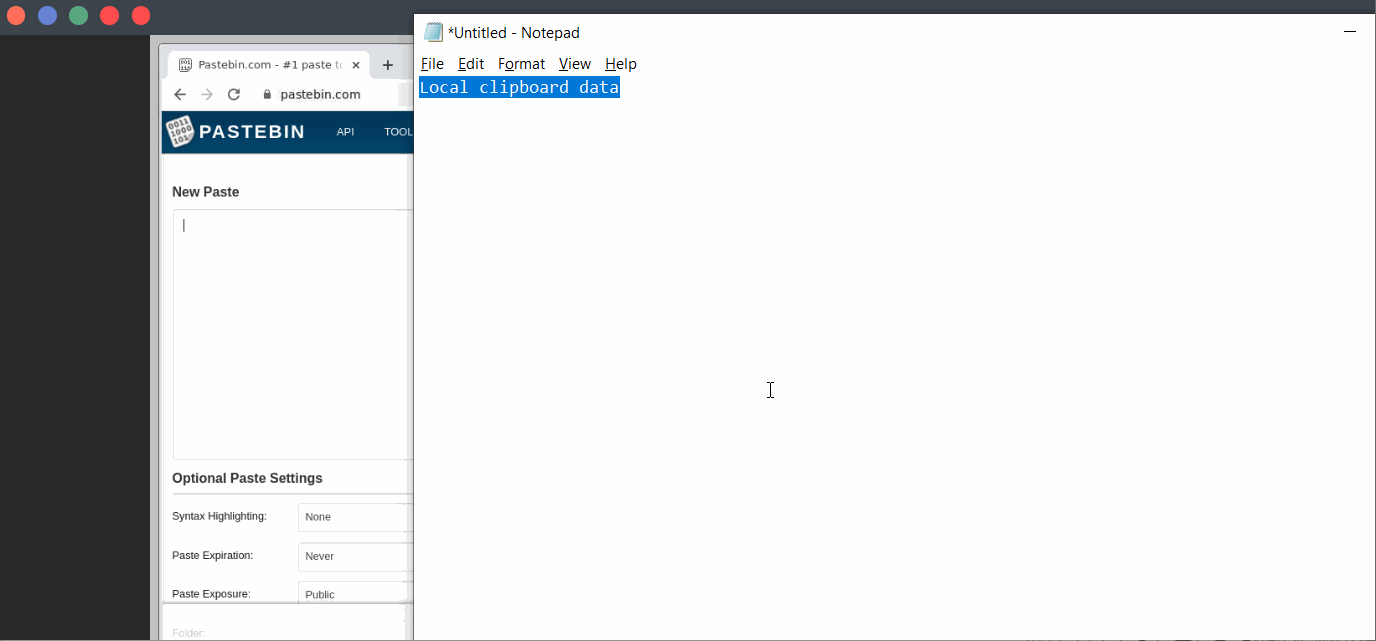 *Untitled - Notepad
File Edit Format View Help
Local clipboard data
Pastebin.com - #1 paste
pastebin.com
PASTEBIN API TOOL
New Paste
Optional Paste Settings
Syntax Highlighting: None
Paste Expiration: Never
Paste Exposure: Public
Folder: